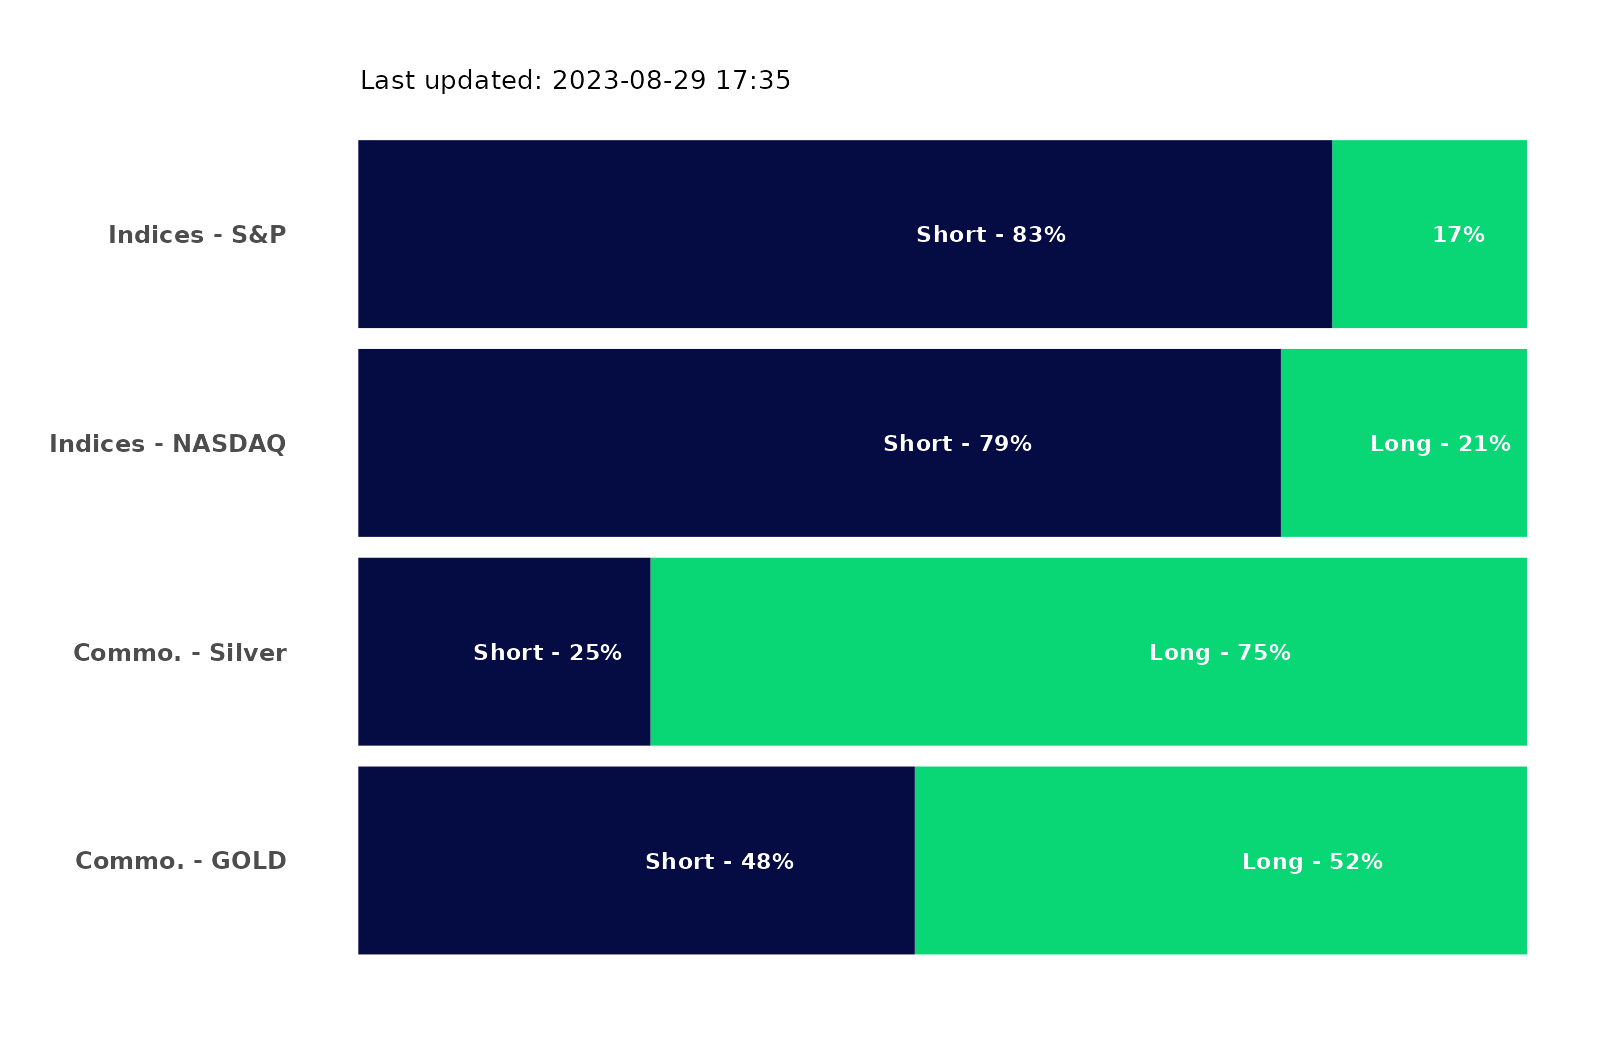 Last updated: 2023-08-29 17:35
Indices - S&P Short - 83% 17%
Indices - NASDAQ Short - 79% Long - 21%
Commo. - Silver Short - 25% Long - 75%
Commo. - GOLD Short - 48% Long - 52%